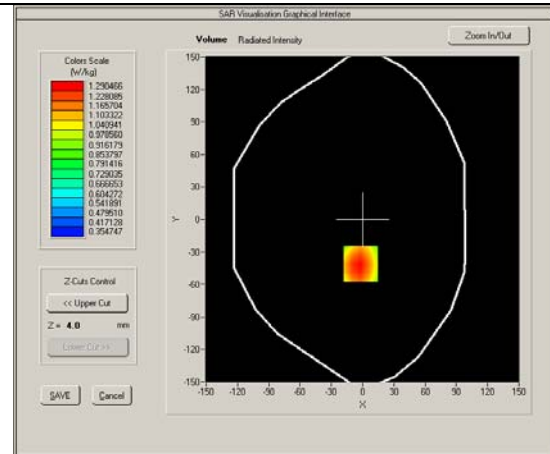 SAR Visualisation Graphical Interface
Volume Radiated Intensity
Zoom In/Out
Colors Scale
(W/kg)
1.290466
1.228085
1.165704
1.103322
1.040941
0.978560
0.916179
0.853797
0.791416
0.729035
0.666653
0.604272
0.541891
0.479510
0.417128
0.354747
150
120
90
60
30
0
-30
-60
-90
-120
-150
Y
-150 -120 -90 -60 -30 0 30 60 90 120 150
X
Z-Cuts Control
<< Upper Cut
Z = 4.0 mm
Lower Cut >>
SAVE Cancel